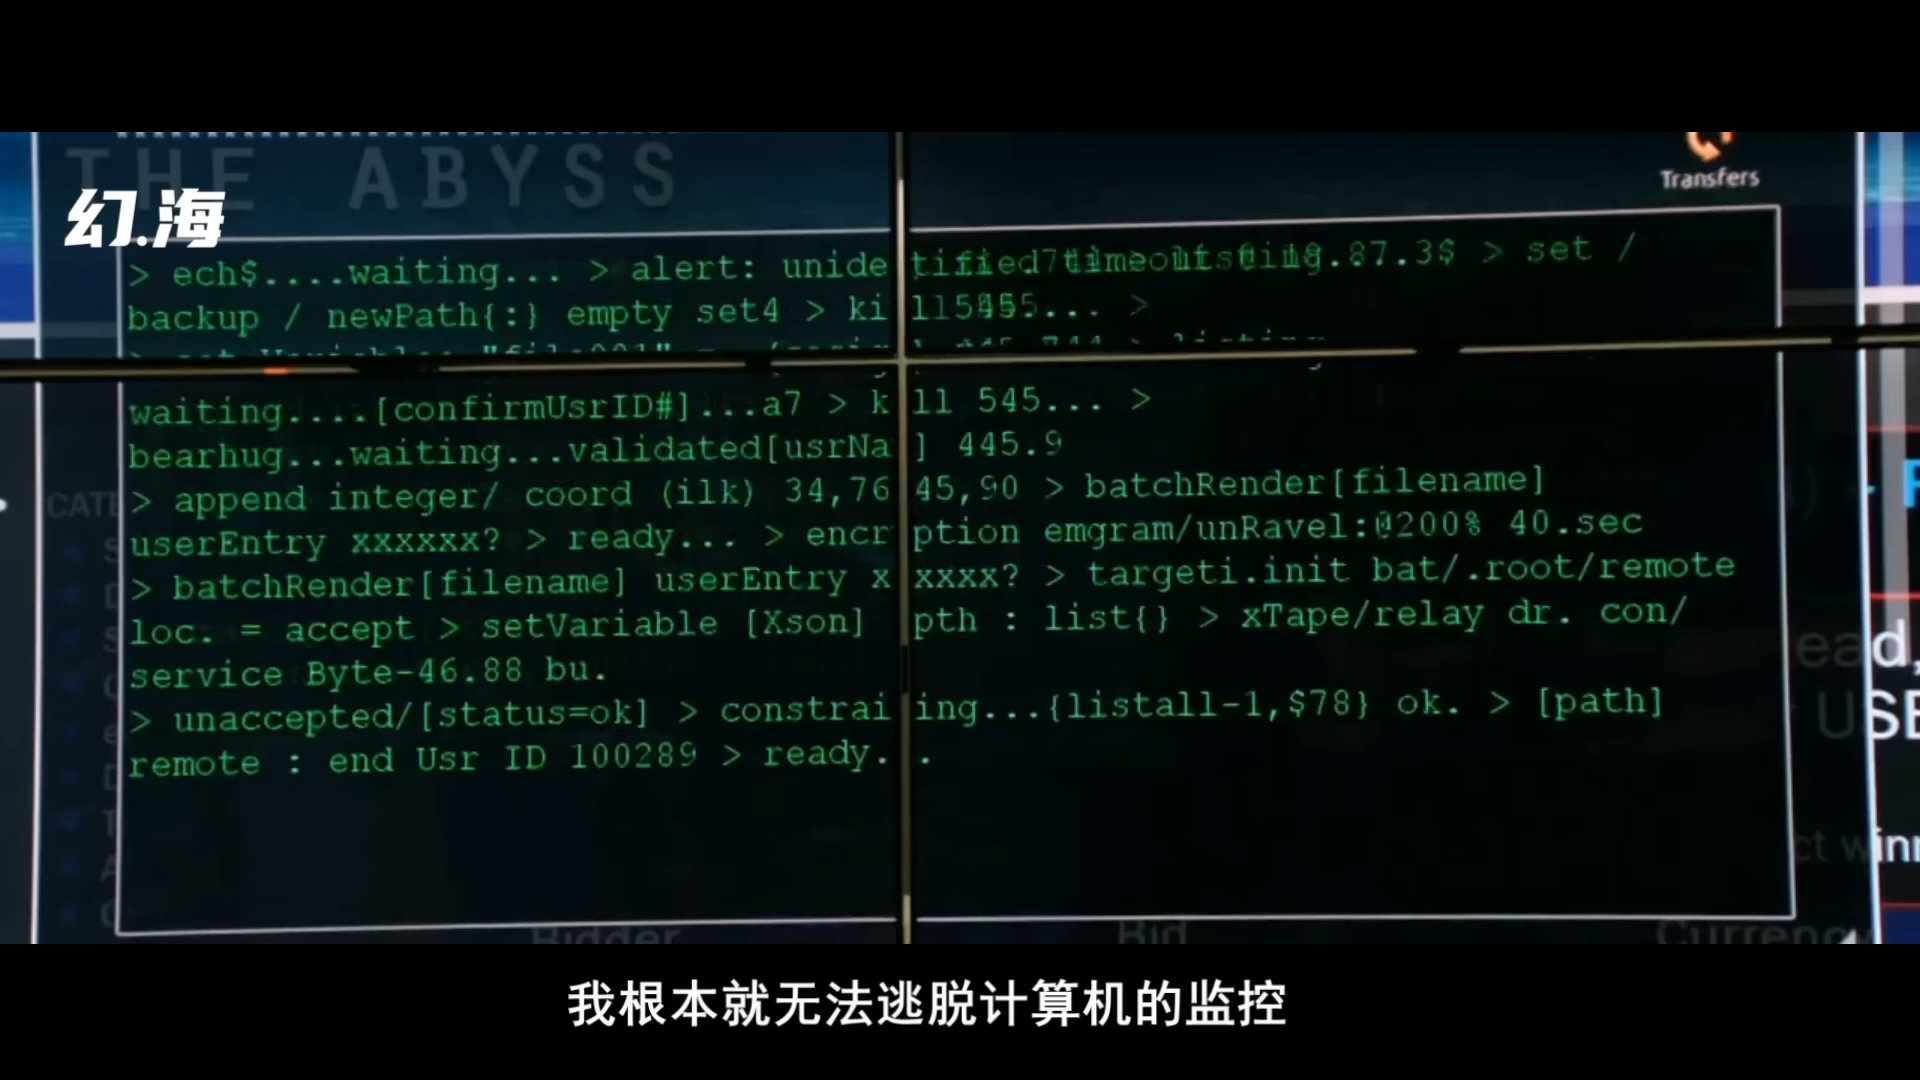 THE ABYSS
幻.海
Transfers
> ech$....waiting... > alert: unide > set /
backup / newPath{:} empty set4 > ki ll
waiting....[confirmUsrID#]...a7 > k ll 545... >
bearhug...waiting...validated[usrNa ] 445.9
> append integer/ coord (ilk) 34,76 45,90 > batchRender[filename]
userEntry xxxxxx? > ready... > encr ption emgram/unRavel:@200% 40.sec
> batchRender[filename] userEntry x xxxx? > targeti.init bat/.root/remote
loc. = accept > setVariable [Xson] pth : list{} > xTape/relay dr. con/
service Byte-46.88 bu.
> unaccepted/[status=ok] > constrai ing...{listall-1,$78} ok. > [path]
remote : end Usr ID 100289 > ready. .
Bidder
Bid
我根本就无法逃脱计算机的监控